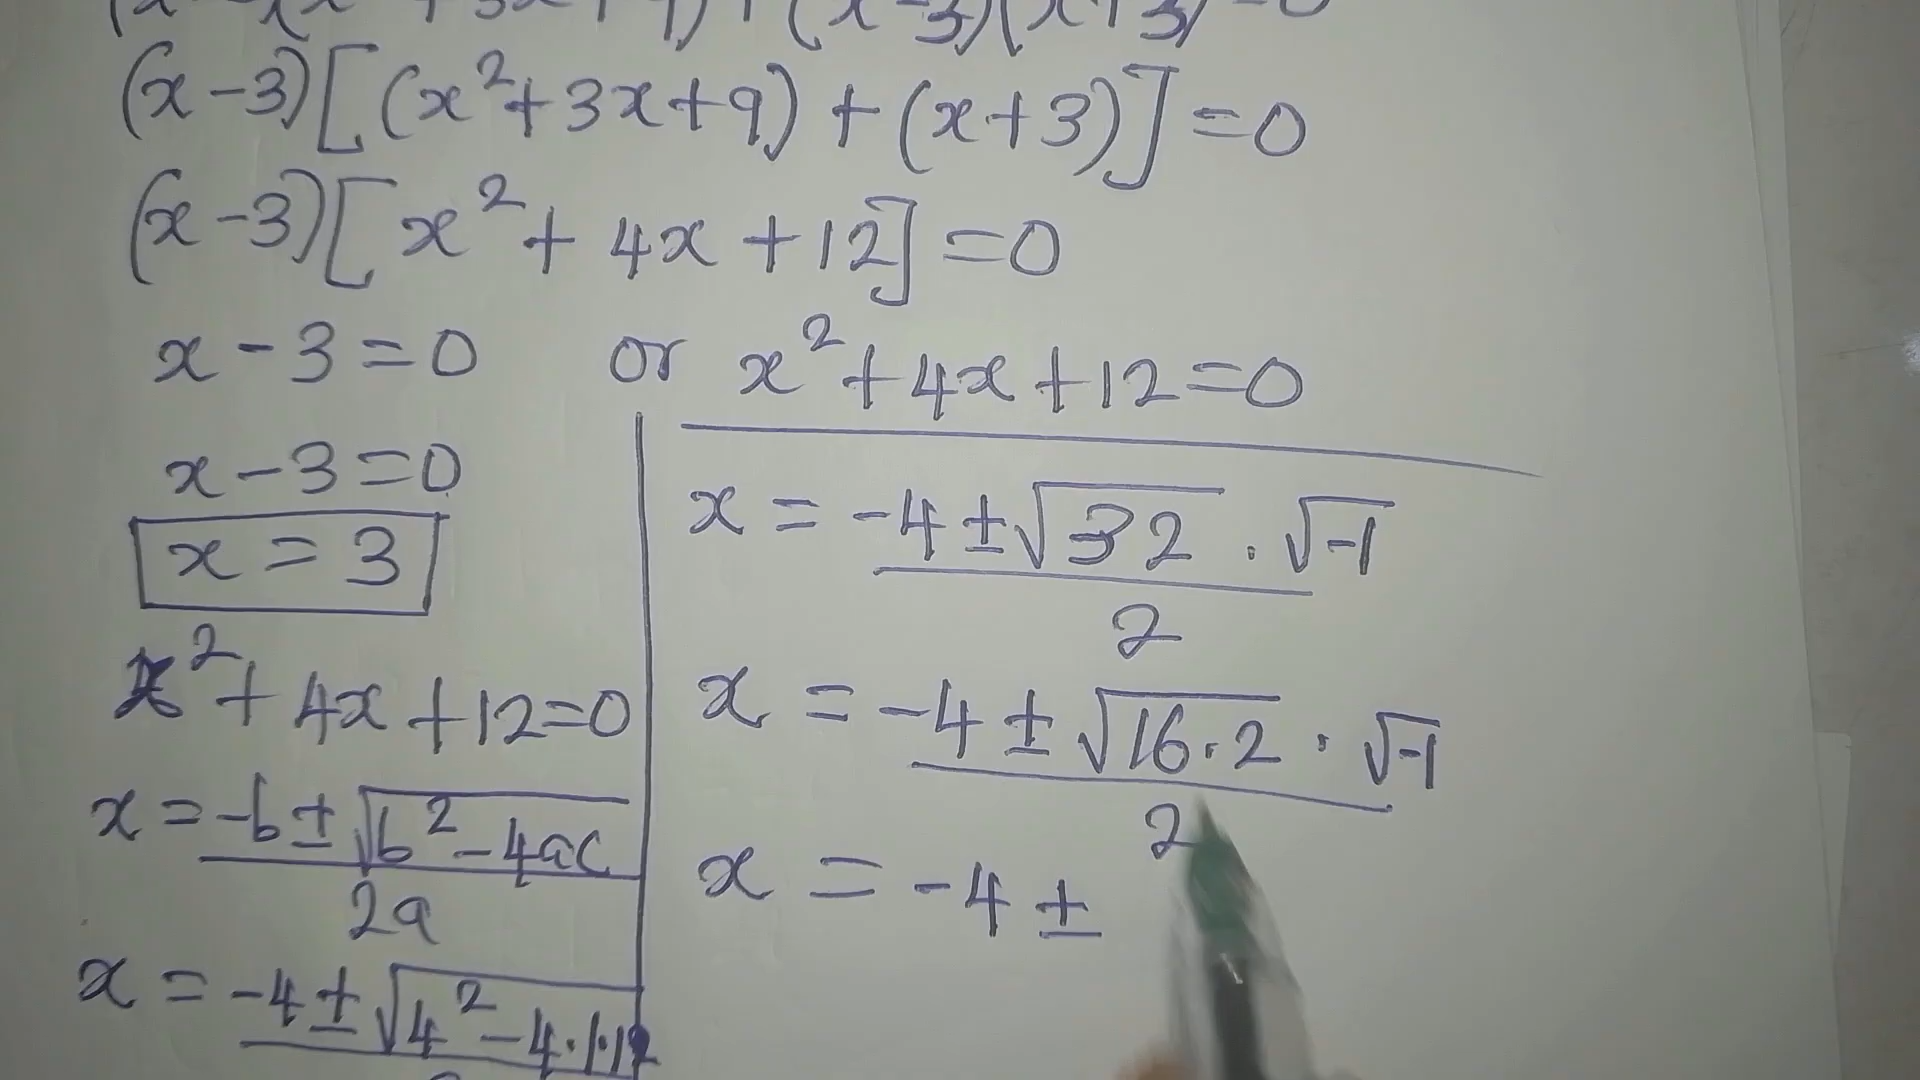 (x-3)[(x²+3x+9)+(x+3)]=0
(x-3)[x²+4x+12]=0
x-3=0 or x²+4x+12=0
x-3=0
x=3
x²+4x+12=0
x=-b±√b²-4ac
2a
x=-4±√4²-4·1·12
x=-4±√32·√-1
2
x=-4±√16·2·√-1
2
x=-4±